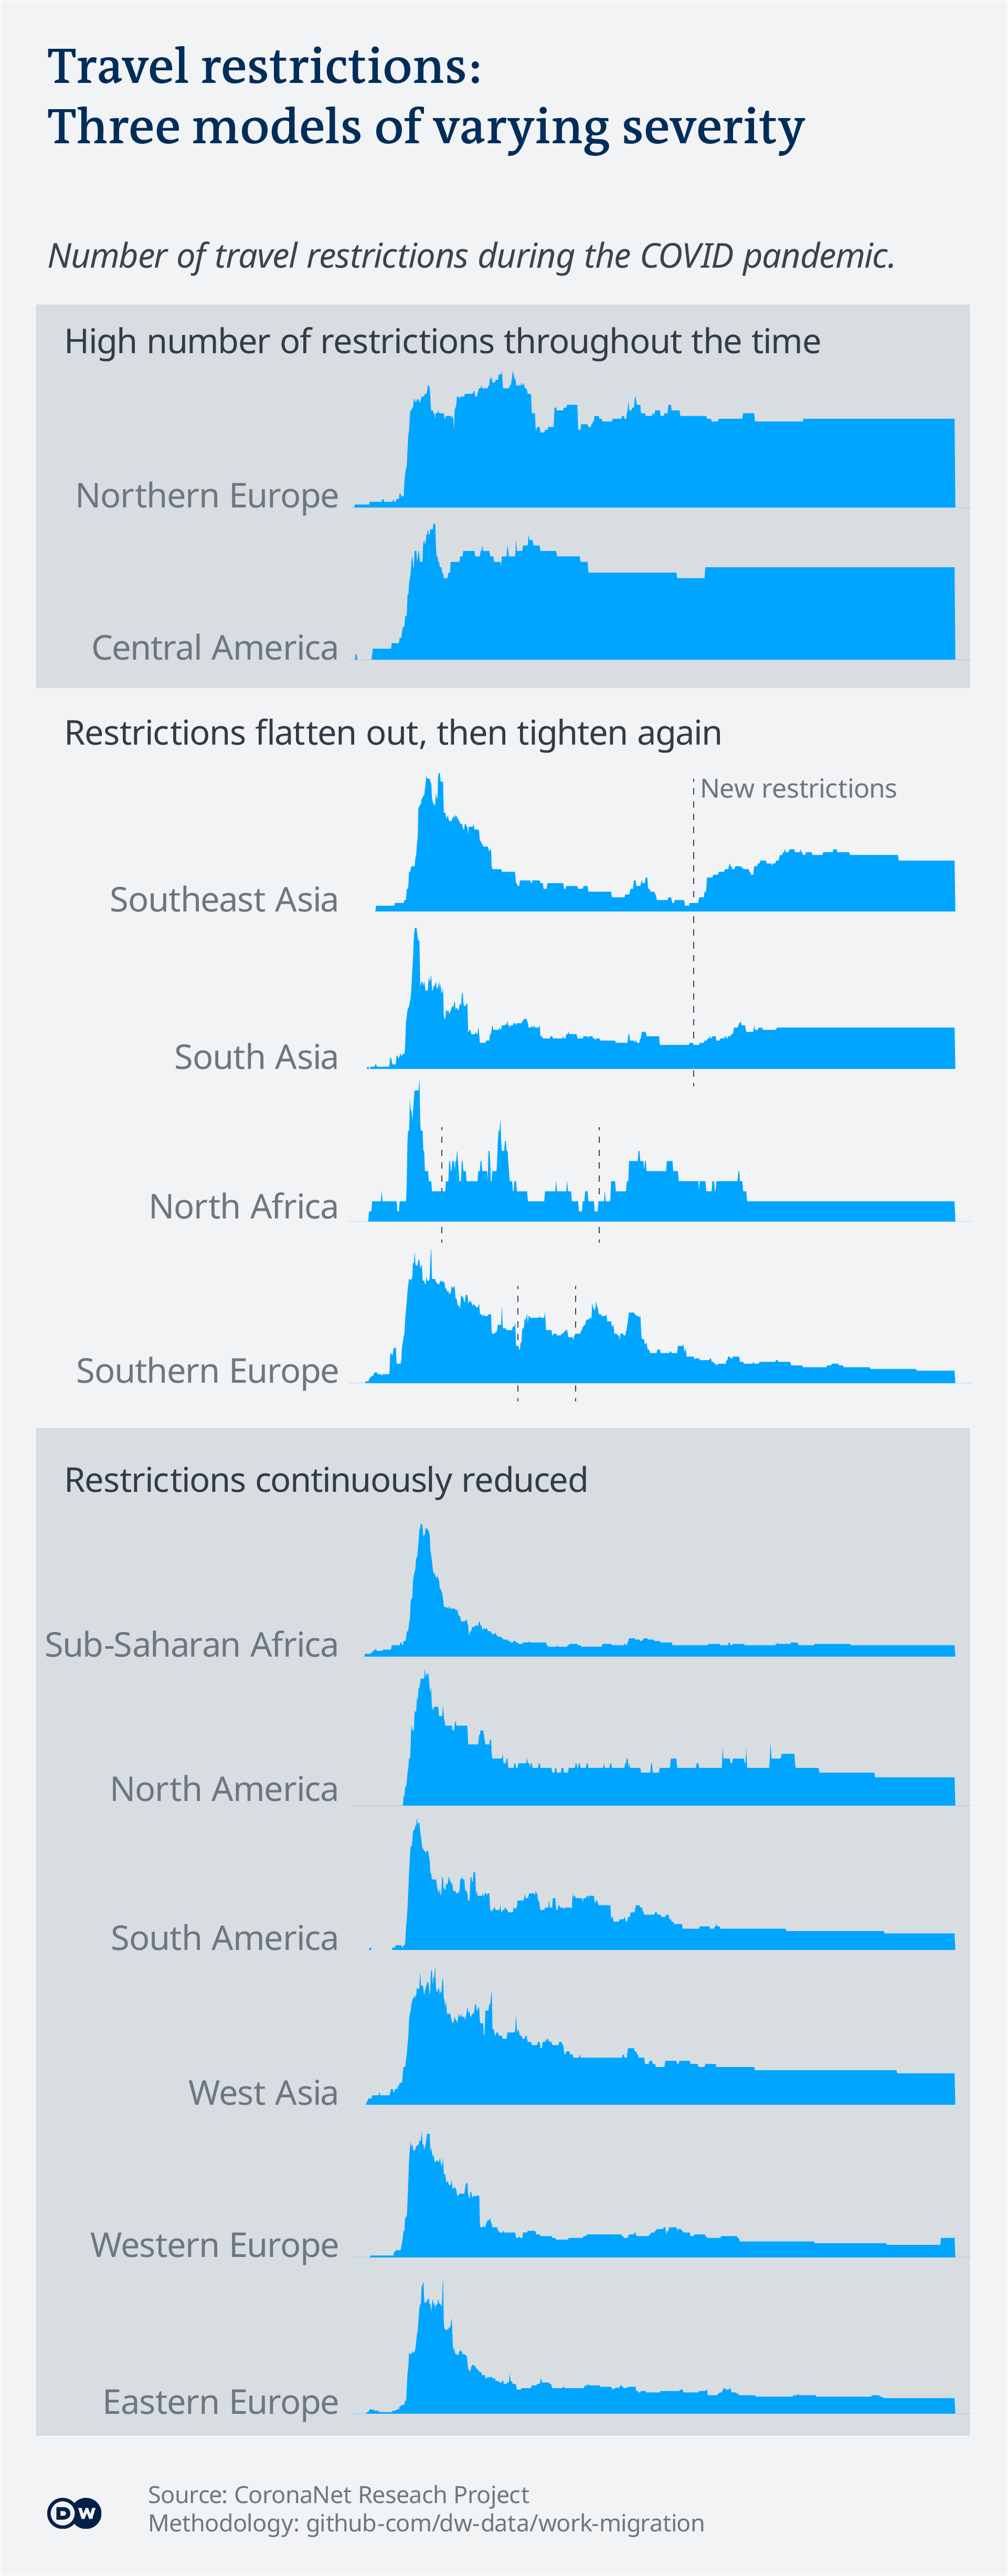 Travel restrictions:
Three models of varying severity
Number of travel restrictions during the COVID pandemic.
High number of restrictions throughout the time
Northern Europe
Central America
Restrictions flatten out, then tighten again
New restrictions
Southeast Asia
South Asia
North Africa
Southern Europe
Restrictions continuously reduced
Sub-Saharan Africa
North America
South America
West Asia
Western Europe
Eastern Europe
DW
Source: CoronaNet Reseach Project
Methodology: github-com/dw-data/work-migration